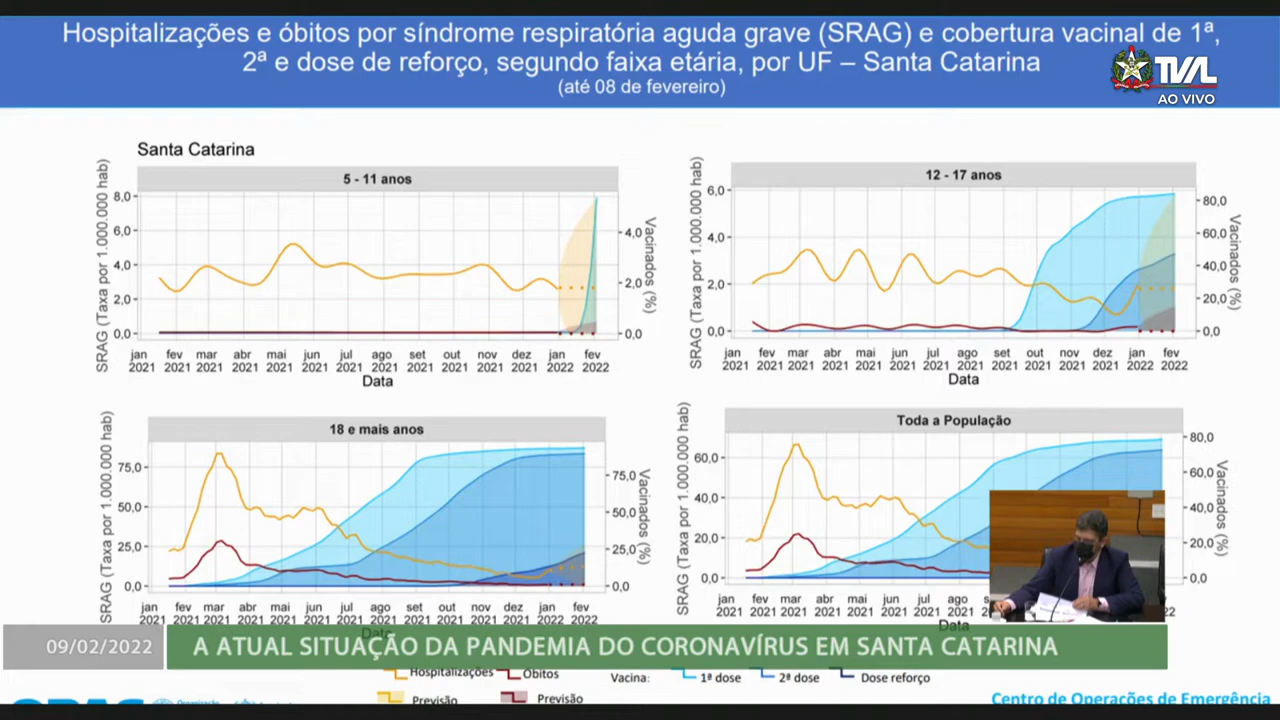 Hospitalizações e óbitos por síndrome respiratória aguda grave (SRAG) e cobertura vacinal de 1ª,
2ª e dose de reforço, segundo faixa etária, por UF – Santa Catarina
(até 08 de fevereiro)
TVAL
AO VIVO
Santa Catarina
5 - 11 anos
SRAG (Taxa por 1.000.000 hab)
8,0
6,0
4,0
2,0
0,0
4,0
2,0
0,0
Vacinados (%)
jan fev mar abr mai jun jul ago set out nov dez jan fev
2021 2021 2021 2021 2021 2021 2021 2021 2021 2021 2021 2021 2022 2022
Data
12 - 17 anos
SRAG (Taxa por 1.000.000 hab)
6,0
4,0
2,0
0,0
80,0
60,0
40,0
20,0
0,0
Vacinados (%)
jan fev mar abr mai jun jul ago set out nov dez jan fev
2021 2021 2021 2021 2021 2021 2021 2021 2021 2021 2021 2021 2022 2022
Data
18 e mais anos
SRAG (Taxa por 1.000.000 hab)
75,0
50,0
25,0
0,0
75,0
50,0
25,0
0,0
Vacinados (%)
jan fev mar abr mai jun jul ago set out nov dez jan fev
2021 2021 2021 2021 2021 2021 2021 2021 2021 2021 2021 2021 2022 2022
Data
Toda a População
SRAG (Taxa por 1.000.000 hab)
60,0
40,0
20,0
0,0
80,0
60,0
40,0
20,0
0,0
Vacinados (%)
jan fev mar abr mai jun jul ago
2021 2021 2021 2021 2021 2021 2021 2021
Data
09/02/2022
A ATUAL SITUAÇÃO DA PANDEMIA DO CORONAVÍRUS EM SANTA CATARINA
Hospitalizações Óbitos
Vacina: 1ª dose 2ª dose Dose reforço
Previsão Previsão
Centro de Operações de Emergência